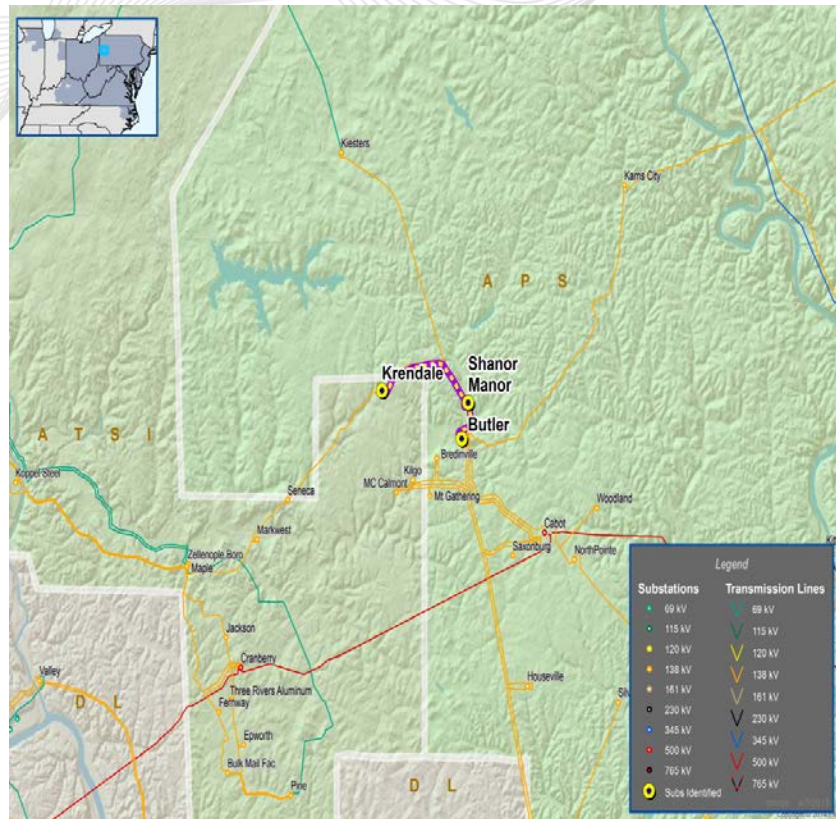 Kiesters
Karns City
A P S
Krendale
Shanor
Manor
Butler
Bredinville
A T S I
Koppel Steel
Kilgo
MC Calmont
Mt Gathering
Seneca
Woodland
Markwest
Cabot
Saxonburg
NorthPointe
Zelienople Boro
Maple
Jackson
Cranberry
Valley
D L
Three Rivers Aluminum
Fernway
Houseville
Epworth
Bulk Mail Fac
Pine
D L
Legend
Substations
69 kV
115 kV
120 kV
138 kV
161 kV
230 kV
345 kV
500 kV
765 kV
Subs Identified
Transmission Lines
69 kV
115 kV
120 kV
138 kV
161 kV
230 kV
345 kV
500 kV
765 kV